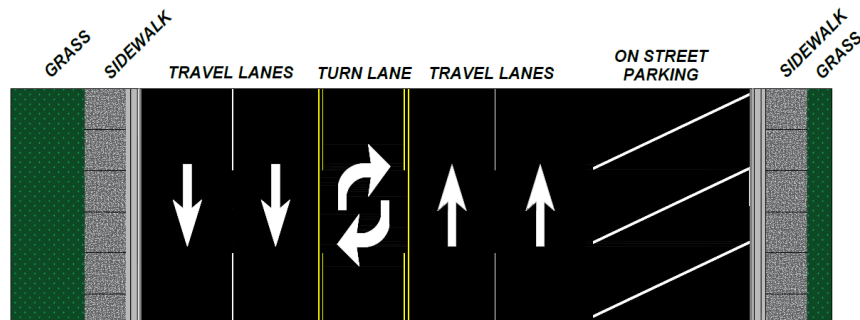 GRASS
SIDEWALK
TRAVEL LANES
TURN LANE
TRAVEL LANES
ON STREET
PARKING
SIDEWALK
GRASS